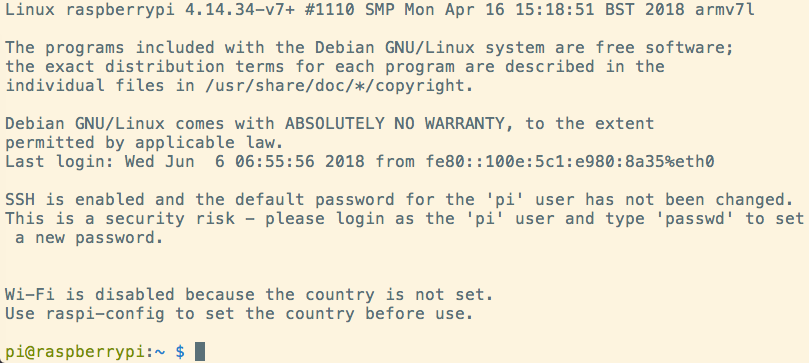 Linux raspberrypi 4.14.34-v7+ #1110 SMP Mon Apr 16 15:18:51 BST 2018 armv7l
The programs included with the Debian GNU/Linux system are free software;
the exact distribution terms for each program are described in the
individual files in /usr/share/doc/*/copyright.
Debian GNU/Linux comes with ABSOLUTELY NO WARRANTY, to the extent
permitted by applicable law.
Last login: Wed Jun  6 06:55:56 2018 from fe80::100e:5c1:e980:8a35%eth0
SSH is enabled and the default password for the 'pi' user has not been changed.
This is a security risk - please login as the 'pi' user and type 'passwd' to set
 a new password.
Wi-Fi is disabled because the country is not set.
Use raspi-config to set the country before use.
pi@raspberrypi:~ $